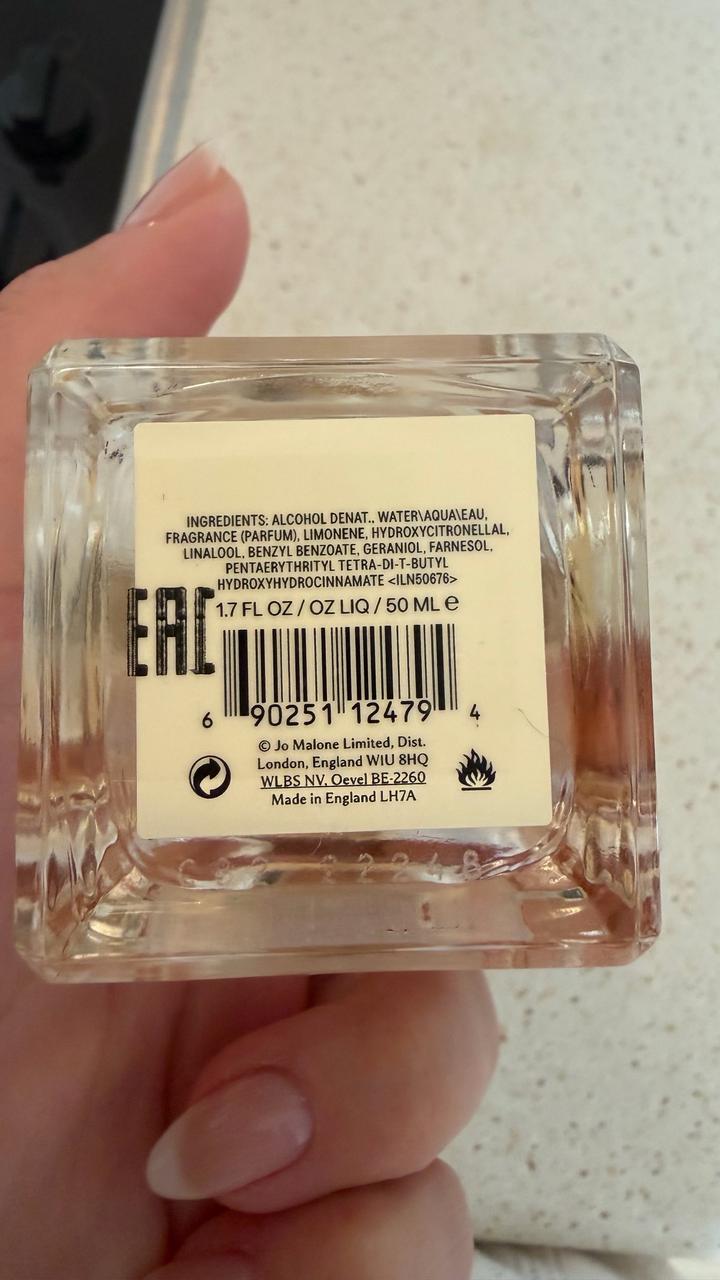 INGREDIENTS: ALCOHOL DENAT., WATER\AQUA\EAU,
FRAGRANCE (PARFUM), LIMONENE, HYDROXYCITRONELLAL,
LINALOOL, BENZYL BENZOATE, GERANIOL, FARNESOL,
PENTAERYTHRITYL TETRA-DI-T-BUTYL
HYDROXYHYDROCINNAMATE <ILN50676>
EAC
1.7 FL OZ / OZ LIQ / 50 ML e
6 90251 12479 4
© Jo Malone Limited, Dist.
London, England W1U 8HQ
WLBS NV, Oevel BE-2260
Made in England LH7A